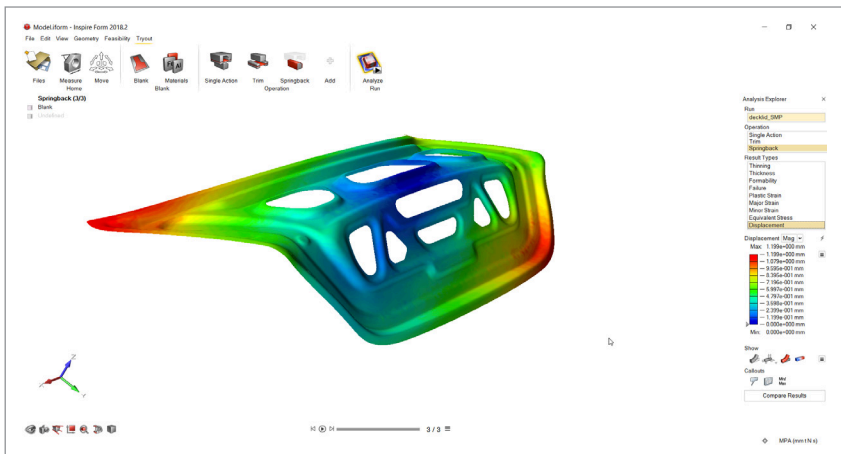 Model.iform - Inspire Form 2018.2
File Edit View Geometry Feasibility Tryout
Files Measure Move Blank Materials Single Action Trim Springback Add Analyze
Home Blank Operation Run
Springback (3/3)
Blank
Undefined
Analysis Explorer
Run
decklid_SMP
Operation
Single Action
Trim
Springback
Result Types
Thinning
Thickness
Formability
Failure
Plastic Strain
Major Strain
Minor Strain
Equivalent Stress
Displacement
Displacement Mag
Max: 1.199e+000 mm
1.199e+000 mm
1.079e+000 mm
9.595e-001 mm
8.395e-001 mm
7.196e-001 mm
5.997e-001 mm
4.797e-001 mm
3.598e-001 mm
2.399e-001 mm
1.199e-001 mm
0.000e+000 mm
Min: 0.000e+000 mm
Show
Callouts
Min
Max
Compare Results
Z
X
Y
3 / 3
MPA (mm t N s)